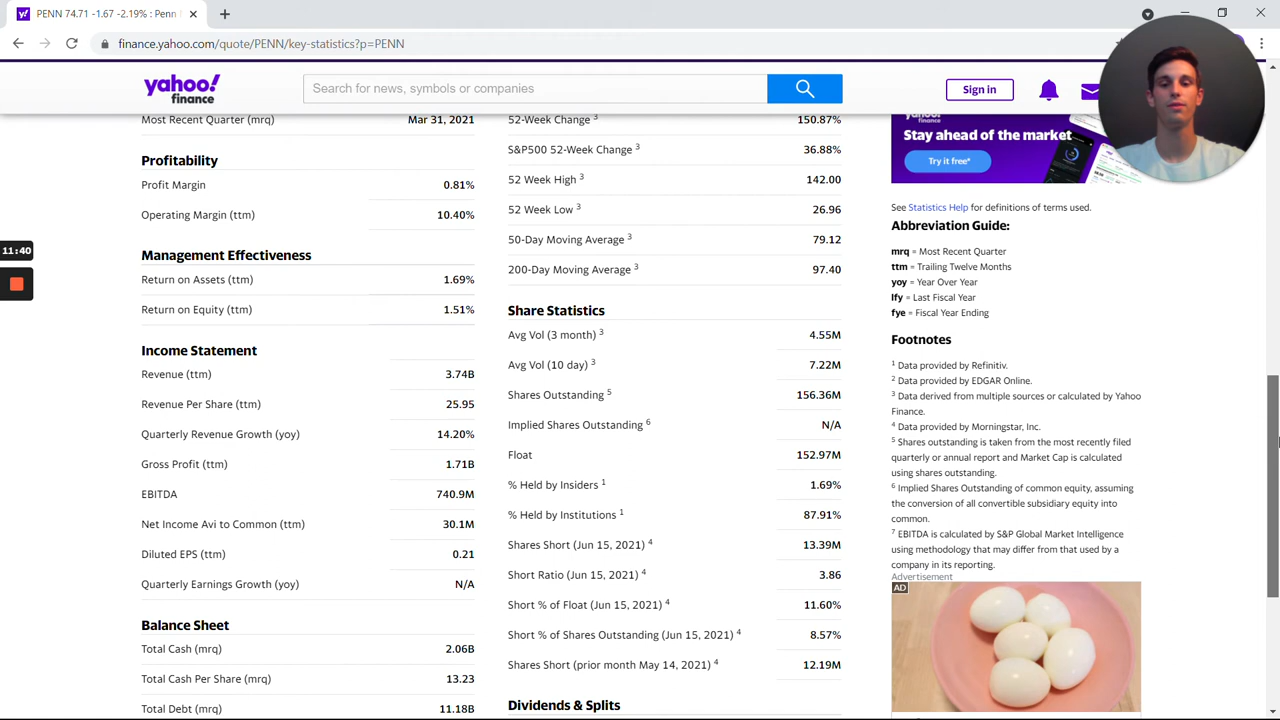 PENN 74.71 -1.67 -2.19% : Penn
finance.yahoo.com/quote/PENN/key-statistics?p=PENN
yahoo!
finance
Search for news, symbols or companies
Sign in
Most Recent Quarter (mrq) Mar 31, 2021
Profitability
Profit Margin 0.81%
Operating Margin (ttm) 10.40%
11:40
Management Effectiveness
Return on Assets (ttm) 1.69%
Return on Equity (ttm) 1.51%
Income Statement
Revenue (ttm) 3.74B
Revenue Per Share (ttm) 25.95
Quarterly Revenue Growth (yoy) 14.20%
Gross Profit (ttm) 1.71B
EBITDA 740.9M
Net Income Avi to Common (ttm) 30.1M
Diluted EPS (ttm) 0.21
Quarterly Earnings Growth (yoy) N/A
Balance Sheet
Total Cash (mrq) 2.06B
Total Cash Per Share (mrq) 13.23
Total Debt (mrq) 11.18B
52-Week Change 3 150.87%
S&P500 52-Week Change 3 36.88%
52 Week High 3 142.00
52 Week Low 3 26.96
50-Day Moving Average 3 79.12
200-Day Moving Average 3 97.40
Share Statistics
Avg Vol (3 month) 3 4.55M
Avg Vol (10 day) 3 7.22M
Shares Outstanding 5 156.36M
Implied Shares Outstanding 6 N/A
Float 152.97M
% Held by Insiders 1 1.69%
% Held by Institutions 1 87.91%
Shares Short (Jun 15, 2021) 4 13.39M
Short Ratio (Jun 15, 2021) 4 3.86
Short % of Float (Jun 15, 2021) 4 11.60%
Short % of Shares Outstanding (Jun 15, 2021) 4 8.57%
Shares Short (prior month May 14, 2021) 4 12.19M
Dividends & Splits
yahoo!
finance
Stay ahead of the market
Try it free*
See Statistics Help for definitions of terms used.
Abbreviation Guide:
mrq = Most Recent Quarter
ttm = Trailing Twelve Months
yoy = Year Over Year
lfy = Last Fiscal Year
fye = Fiscal Year Ending
Footnotes
1 Data provided by Refinitiv.
2 Data provided by EDGAR Online.
3 Data derived from multiple sources or calculated by Yahoo
Finance.
4 Data provided by Morningstar, Inc.
5 Shares outstanding is taken from the most recently filed
quarterly or annual report and Market Cap is calculated
using shares outstanding.
6 Implied Shares Outstanding of common equity, assuming
the conversion of all convertible subsidiary equity into
common.
7 EBITDA is calculated by S&P Global Market Intelligence
using methodology that may differ from that used by a
company in its reporting.
Advertisement
AD